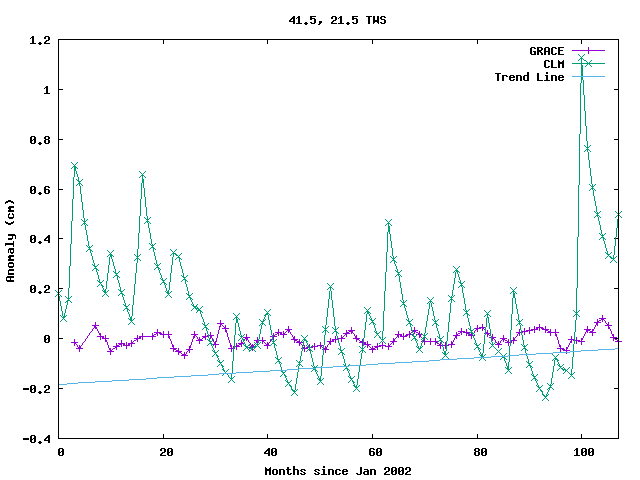 41.5, 21.5 TWS
1.2
1
0.8
0.6
0.4
0.2
0
-0.2
-0.4
Anomaly (cm)
GRACE
CLM
Trend Line
0 20 40 60 80 100
Months since Jan 2002